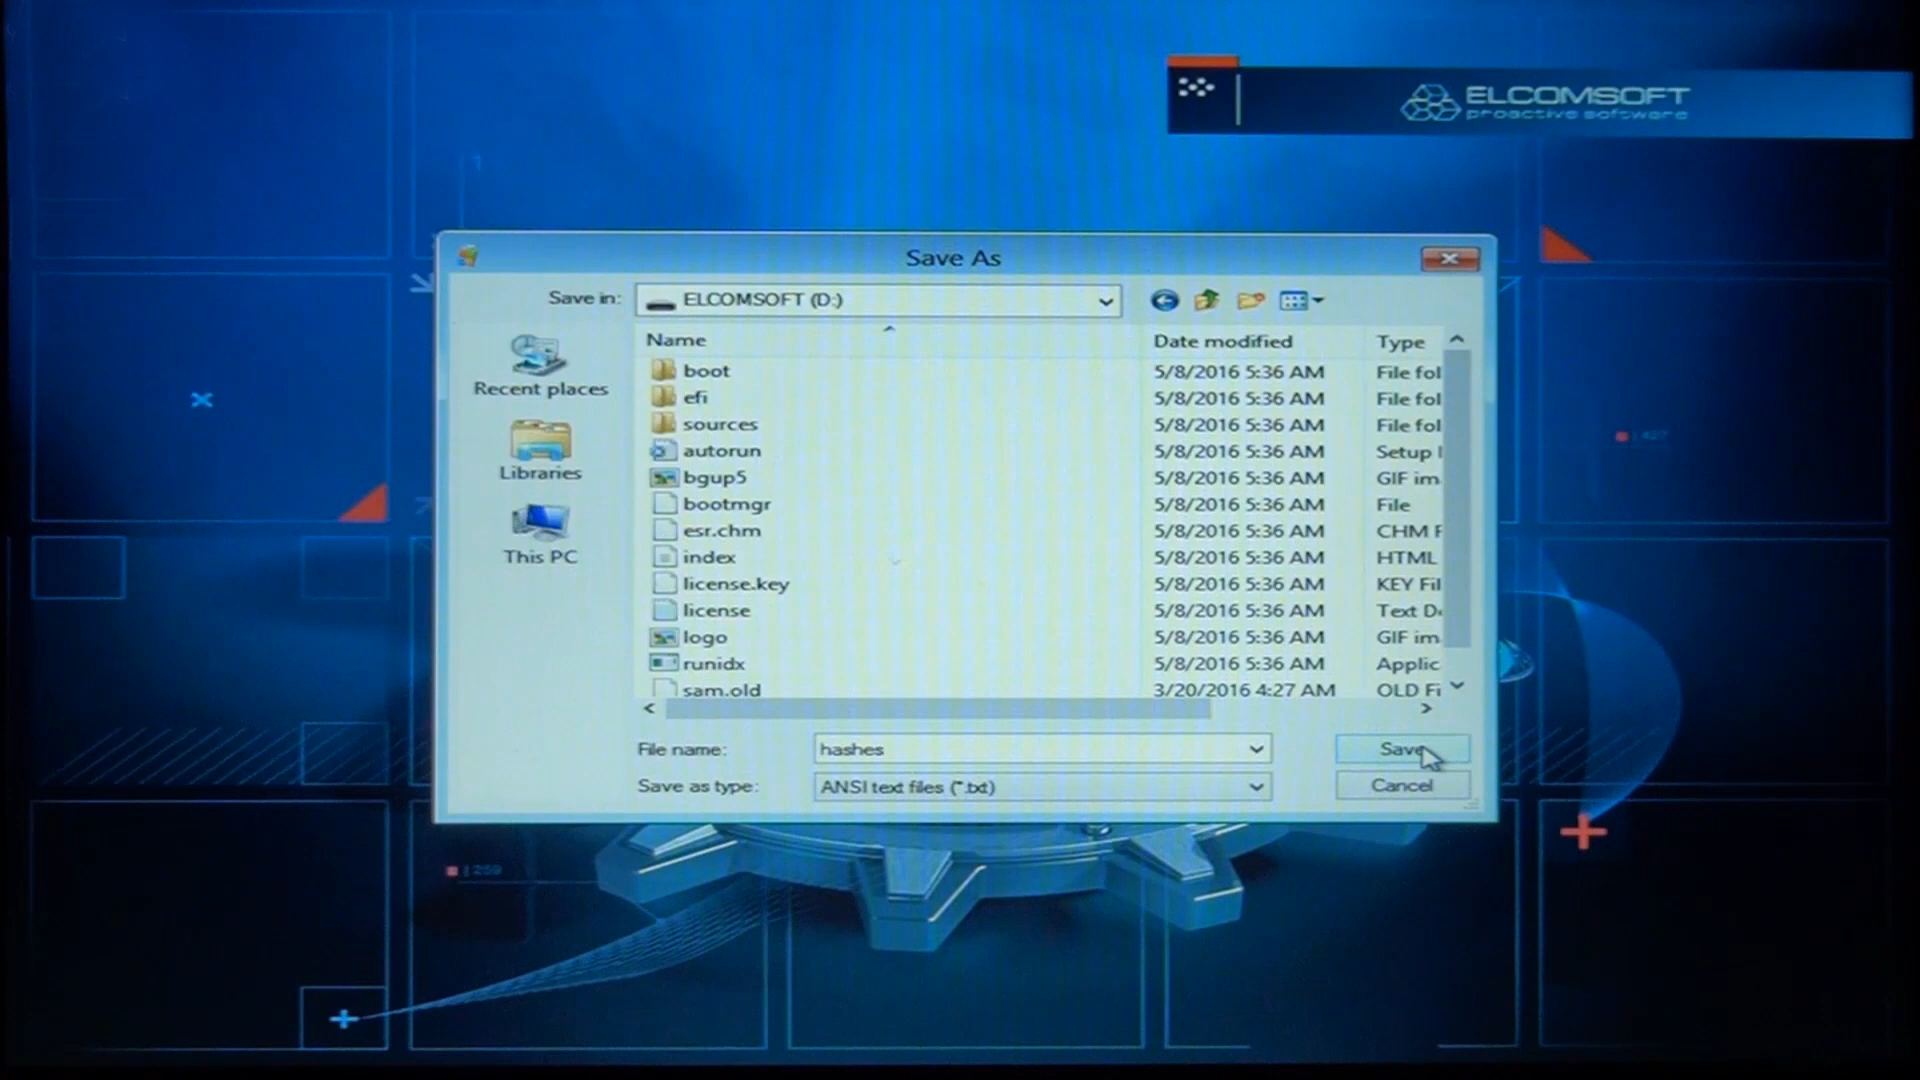 ELCOMSOFT
proactive software
Save As
Save in: ELCOMSOFT (D:)
Recent places
Libraries
This PC
Name Date modified Type
boot 5/8/2016 5:36 AM File fol
efi 5/8/2016 5:36 AM File fol
sources 5/8/2016 5:36 AM File fol
autorun 5/8/2016 5:36 AM Setup I
bgup5 5/8/2016 5:36 AM GIF im
bootmgr 5/8/2016 5:36 AM File
esr.chm 5/8/2016 5:36 AM CHM F
index 5/8/2016 5:36 AM HTML
license.key 5/8/2016 5:36 AM KEY Fil
license 5/8/2016 5:36 AM Text D
logo 5/8/2016 5:36 AM GIF im
runidx 5/8/2016 5:36 AM Applic
sam.old 3/20/2016 4:27 AM OLD Fi
File name: hashes Save
Save as type: ANSI text files (*.txt) Cancel
259